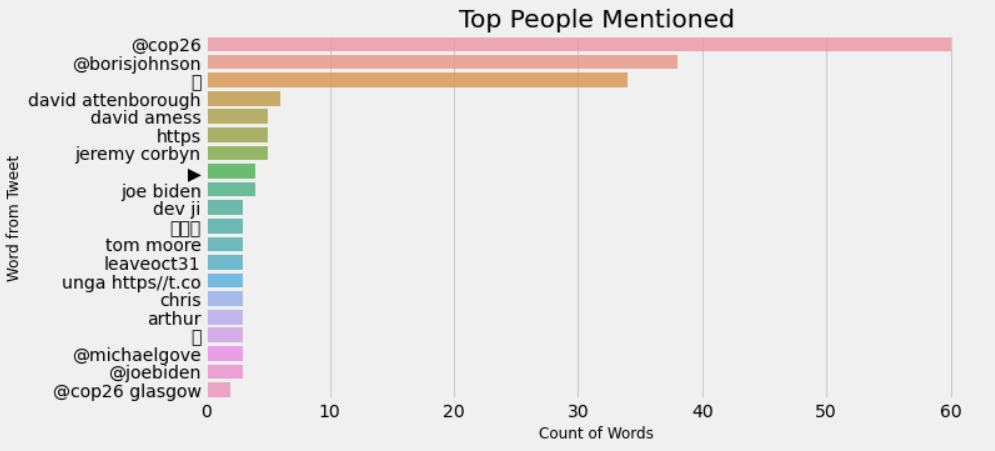 Top People Mentioned
@cop26
@borisjohnson
david attenborough
david amess
https
jeremy corbyn
▶
joe biden
dev ji
tom moore
leaveoct31
unga https//t.co
chris
arthur
@michaelgove
@joebiden
@cop26 glasgow
0 10 20 30 40 50 60
Count of Words
Word from Tweet